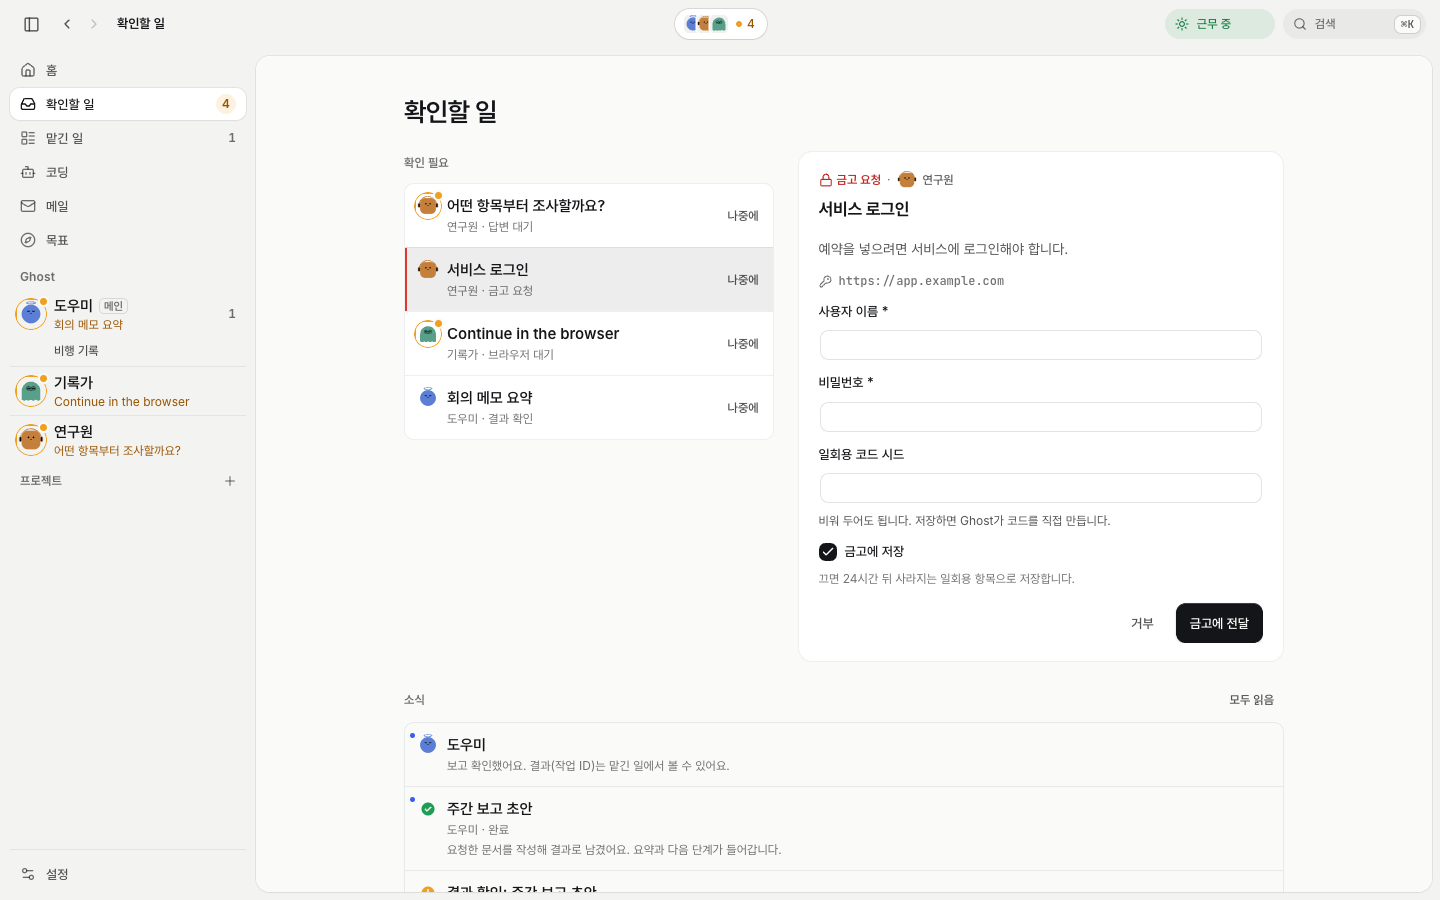 확인할 일
4
근무 중
검색
⌘K
홈
확인할 일
4
맡긴 일
1
코딩
메일
목표
Ghost
도우미 메인
회의 메모 요약
1
비행 기록
기록가
Continue in the browser
연구원
어떤 항목부터 조사할까요?
프로젝트
설정
확인할 일
확인 필요
어떤 항목부터 조사할까요?
연구원 · 답변 대기
나중에
서비스 로그인
연구원 · 금고 요청
나중에
Continue in the browser
기록가 · 브라우저 대기
나중에
회의 메모 요약
도우미 · 결과 확인
나중에
금고 요청 · 연구원
서비스 로그인
예약을 넣으려면 서비스에 로그인해야 합니다.
https://app.example.com
사용자 이름 *
비밀번호 *
일회용 코드 시드
비워 두어도 됩니다. 저장하면 Ghost가 코드를 직접 만듭니다.
금고에 저장
끄면 24시간 뒤 사라지는 일회용 항목으로 저장합니다.
거부
금고에 전달
소식
모두 읽음
도우미
보고 확인했어요. 결과(작업 ID)는 맡긴 일에서 볼 수 있어요.
주간 보고 초안
도우미 · 완료
요청한 문서를 작성해 결과로 남겼어요. 요약과 다음 단계가 들어갑니다.
결과 확인: 주간 보고 초안